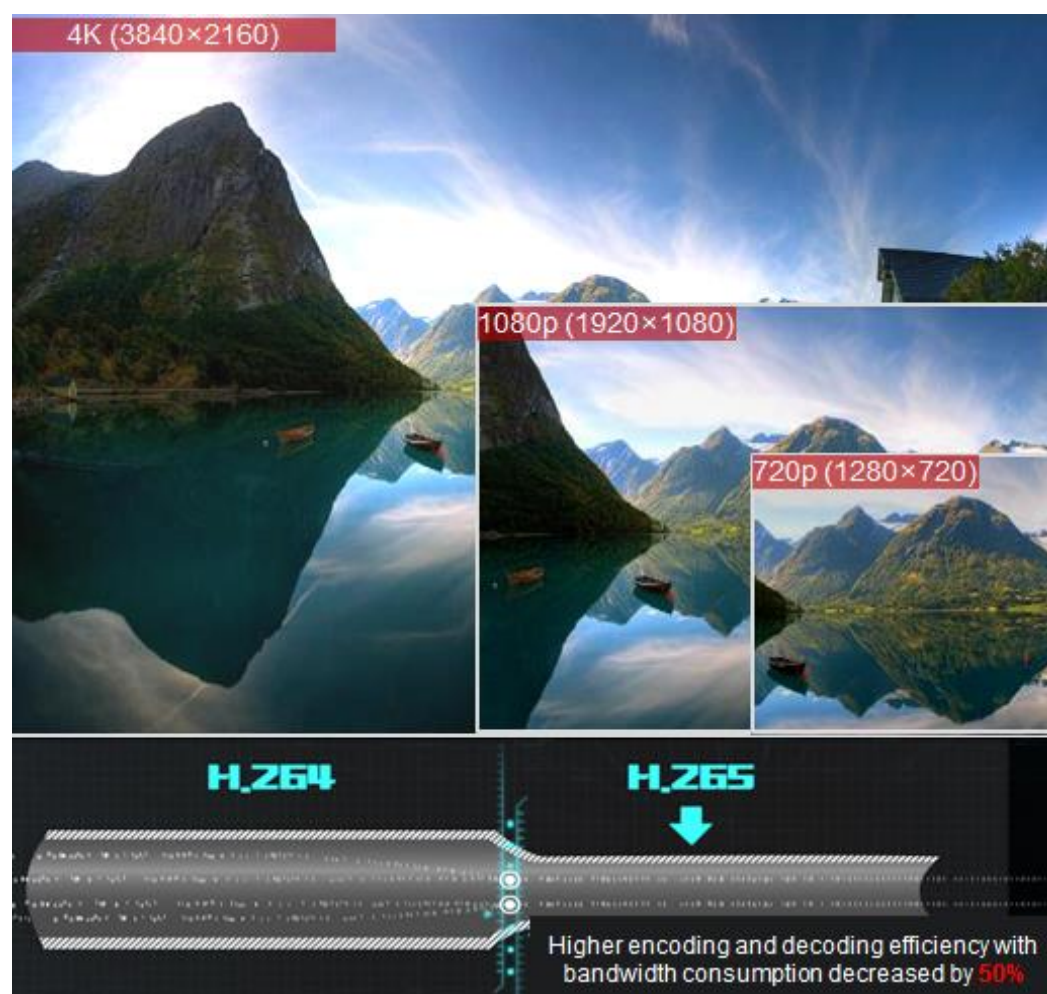 4K (3840×2160)
1080p (1920×1080)
720p (1280×720)
H.264
H.265
Higher encoding and decoding efficiency with
bandwidth consumption decreased by 50%